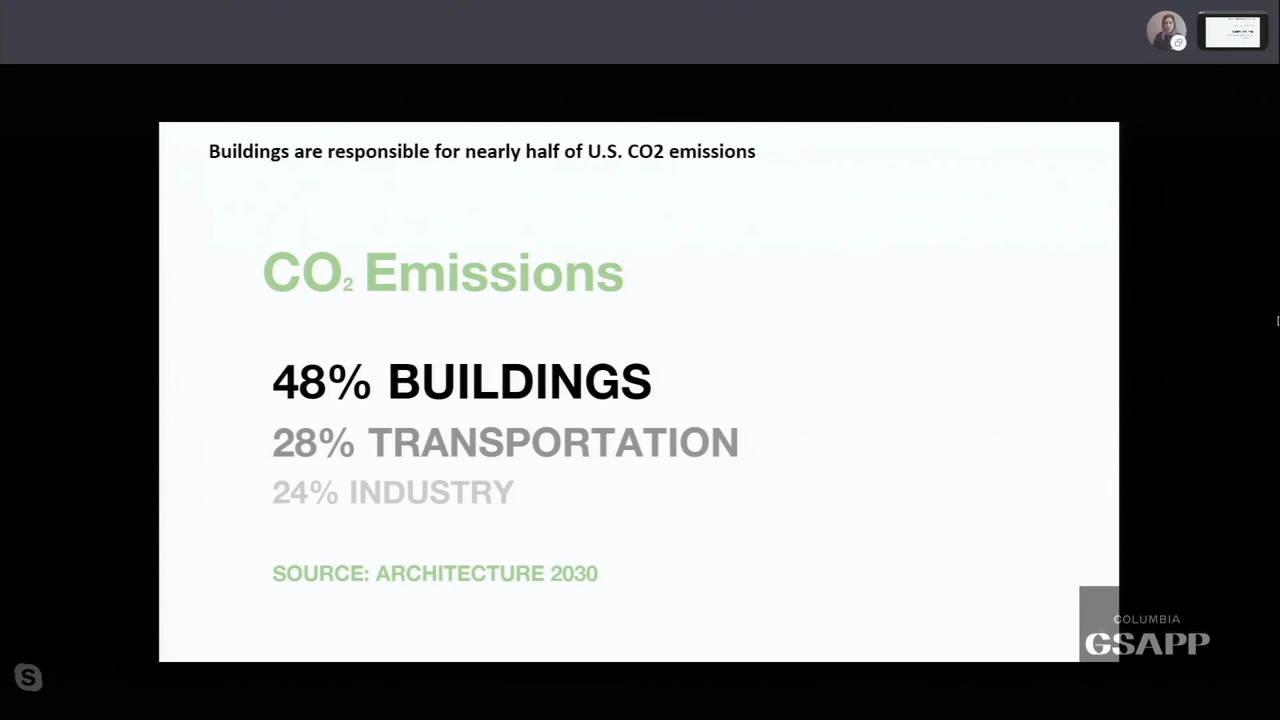 Buildings are responsible for nearly half of U.S. CO2 emissions
CO₂ Emissions
48% BUILDINGS
28% TRANSPORTATION
24% INDUSTRY
SOURCE: ARCHITECTURE 2030
COLUMBIA
GSAPP
S